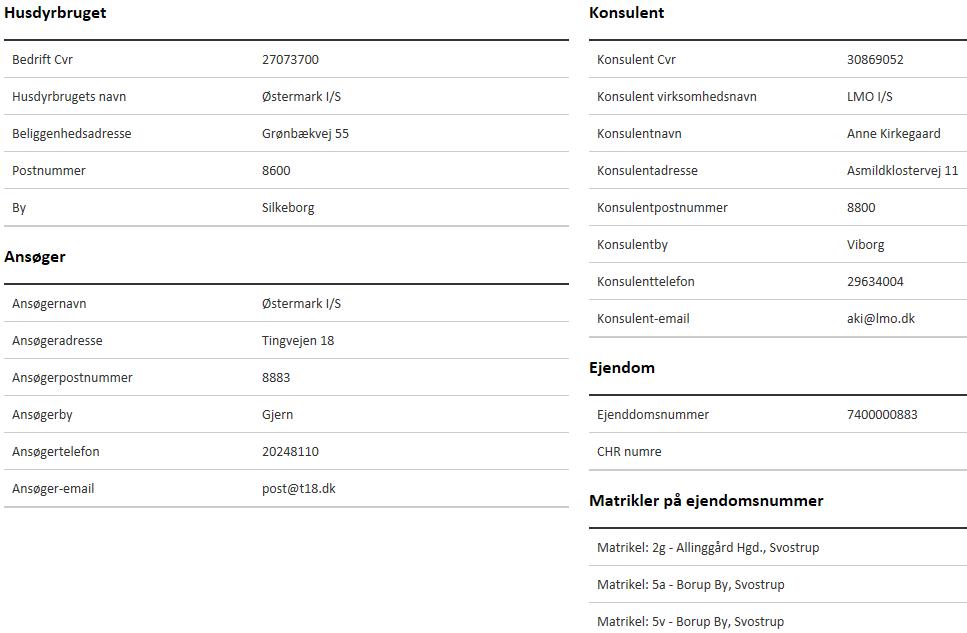 Husdyrbruget
Bedrift Cvr 27073700
Husdyrbrugets navn Østermark I/S
Beliggenhedsadresse Grønbækvej 55
Postnummer 8600
By Silkeborg
Ansøger
Ansøgernavn Østermark I/S
Ansøgeradresse Tingvejen 18
Ansøgerpostnummer 8883
Ansøgerby Gjern
Ansøgertelefon 20248110
Ansøger-email post@t18.dk
Konsulent
Konsulent Cvr 30869052
Konsulent virksomhedsnavn LMO I/S
Konsulentnavn Anne Kirkegaard
Konsulentadresse Asmildklostervej 11
Konsulentpostnummer 8800
Konsulentby Viborg
Konsulenttelefon 29634004
Konsulent-email aki@lmo.dk
Ejendom
Ejenddomsnummer 7400000883
CHR numre
Matrikler på ejendomsnummer
Matrikel: 2g - Allinggård Hgd., Svostrup
Matrikel: 5a - Borup By, Svostrup
Matrikel: 5v - Borup By, Svostrup